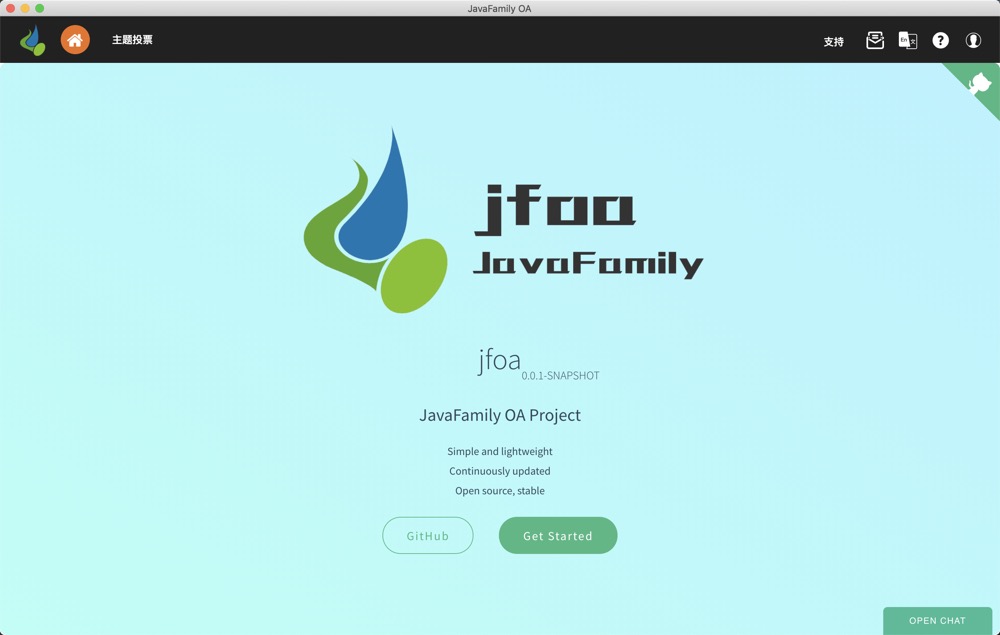 JavaFamily OA
主题投票
支持
En 文
jfoa
JavaFamily
jfoa 0.0.1-SNAPSHOT
JavaFamily OA Project
Simple and lightweight
Continuously updated
Open source, stable
GitHub
Get Started
OPEN CHAT